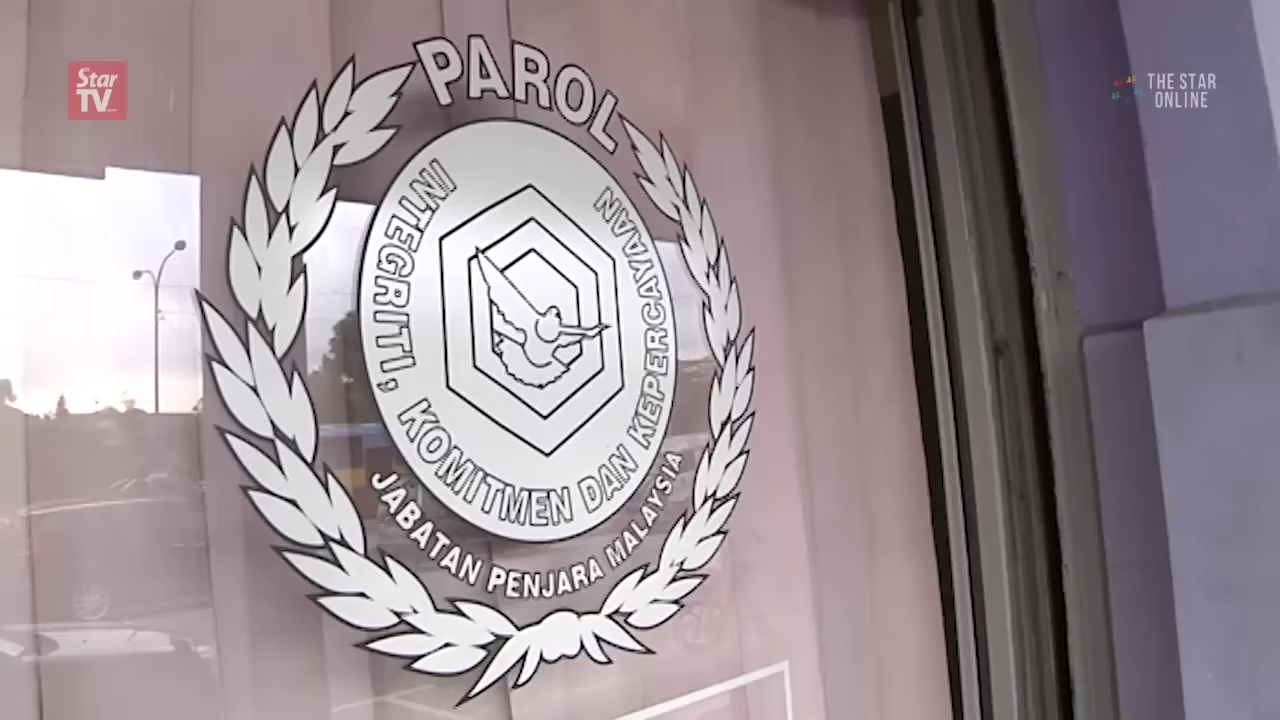 Star
TV
THE STAR
ONLINE
PAROL
INTEGRITI, KOMITMEN DAN KEPERCAYAAN
JABATAN PENJARA MALAYSIA